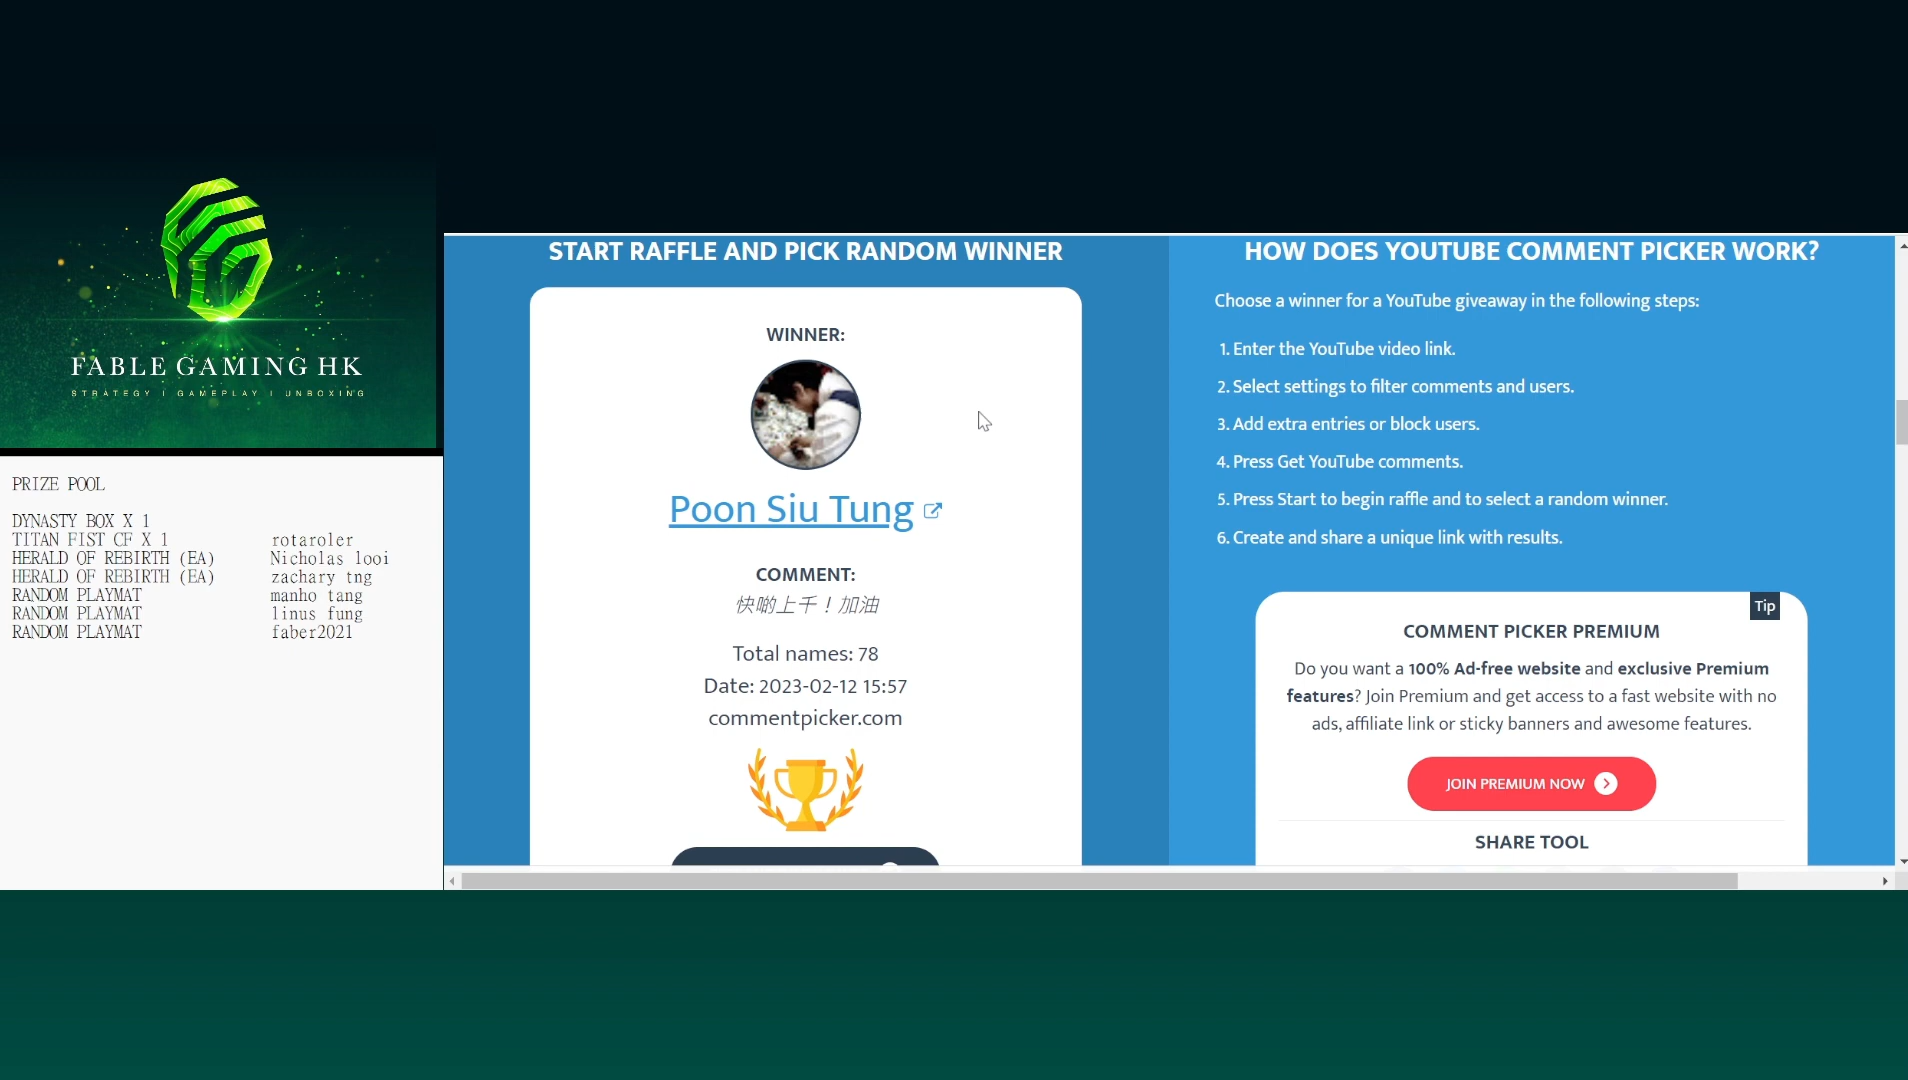 FABLE GAMING HK
STRATEGY | GAMEPLAY | UNBOXING
PRIZE POOL
DYNASTY BOX X 1
TITAN FIST CF X 1 rotaroler
HERALD OF REBIRTH (EA) Nicholas looi
HERALD OF REBIRTH (EA) zachary tng
RANDOM PLAYMAT manho tang
RANDOM PLAYMAT linus fung
RANDOM PLAYMAT faber2021
START RAFFLE AND PICK RANDOM WINNER
WINNER:
Poon Siu Tung
COMMENT:
快啲上千！加油
Total names: 78
Date: 2023-02-12 15:57
commentpicker.com
HOW DOES YOUTUBE COMMENT PICKER WORK?
Choose a winner for a YouTube giveaway in the following steps:
1. Enter the YouTube video link.
2. Select settings to filter comments and users.
3. Add extra entries or block users.
4. Press Get YouTube comments.
5. Press Start to begin raffle and to select a random winner.
6. Create and share a unique link with results.
Tip
COMMENT PICKER PREMIUM
Do you want a 100% Ad-free website and exclusive Premium
features? Join Premium and get access to a fast website with no
ads, affiliate link or sticky banners and awesome features.
JOIN PREMIUM NOW
SHARE TOOL